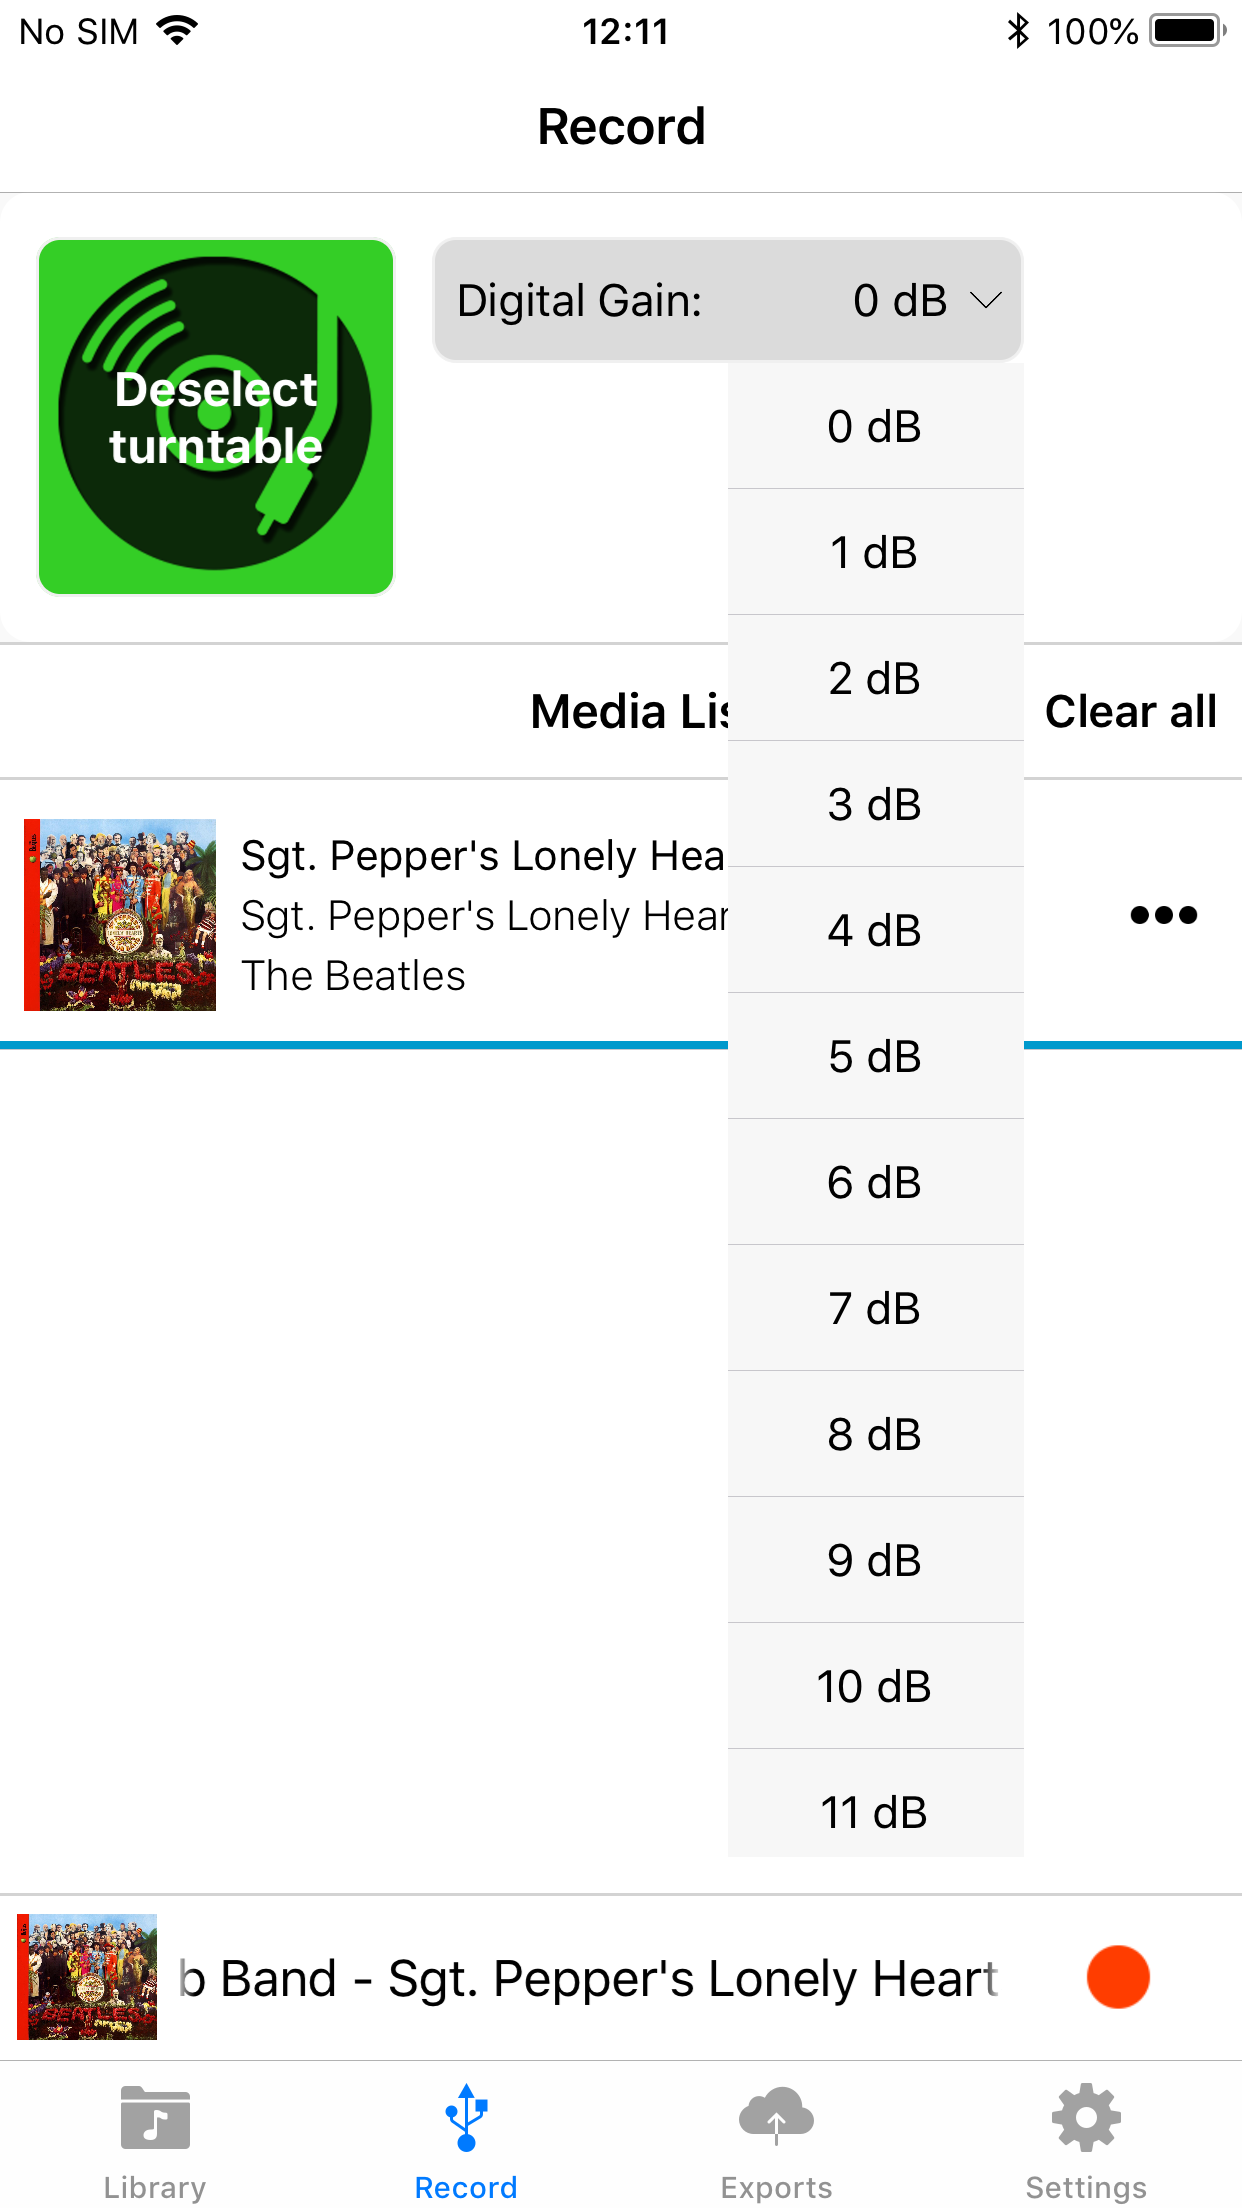 No SIM 12:11 100%
Record
Deselect
turntable
Digital Gain: 0 dB
0 dB
1 dB
2 dB
Media Lis Clear all
3 dB
Sgt. Pepper's Lonely Hea
Sgt. Pepper's Lonely Hear
The Beatles
4 dB
5 dB
6 dB
7 dB
8 dB
9 dB
10 dB
11 dB
BEATLES
b Band - Sgt. Pepper's Lonely Heart
BEATLES
Library Record Exports Settings